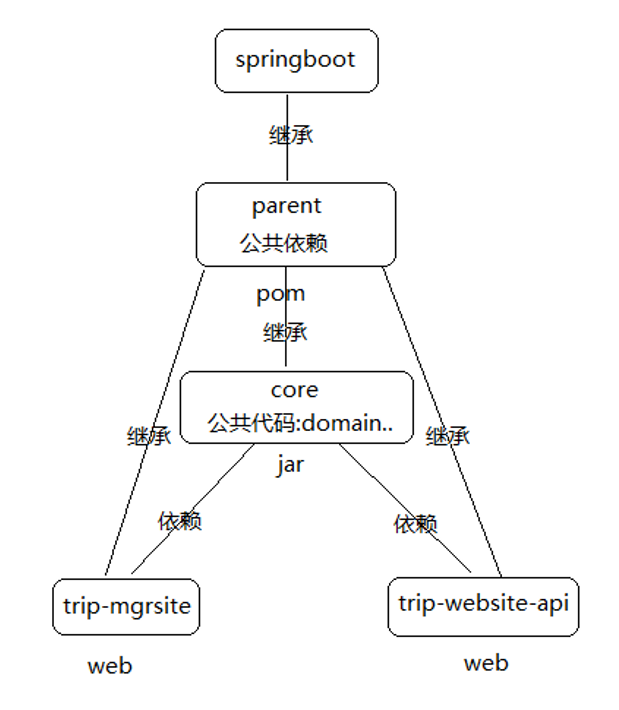 springboot
继承
parent
公共依赖
pom
继承
core
公共代码:domain..
继承
继承
jar
依赖
依赖
trip-mgrsite
trip-website-api
web
web